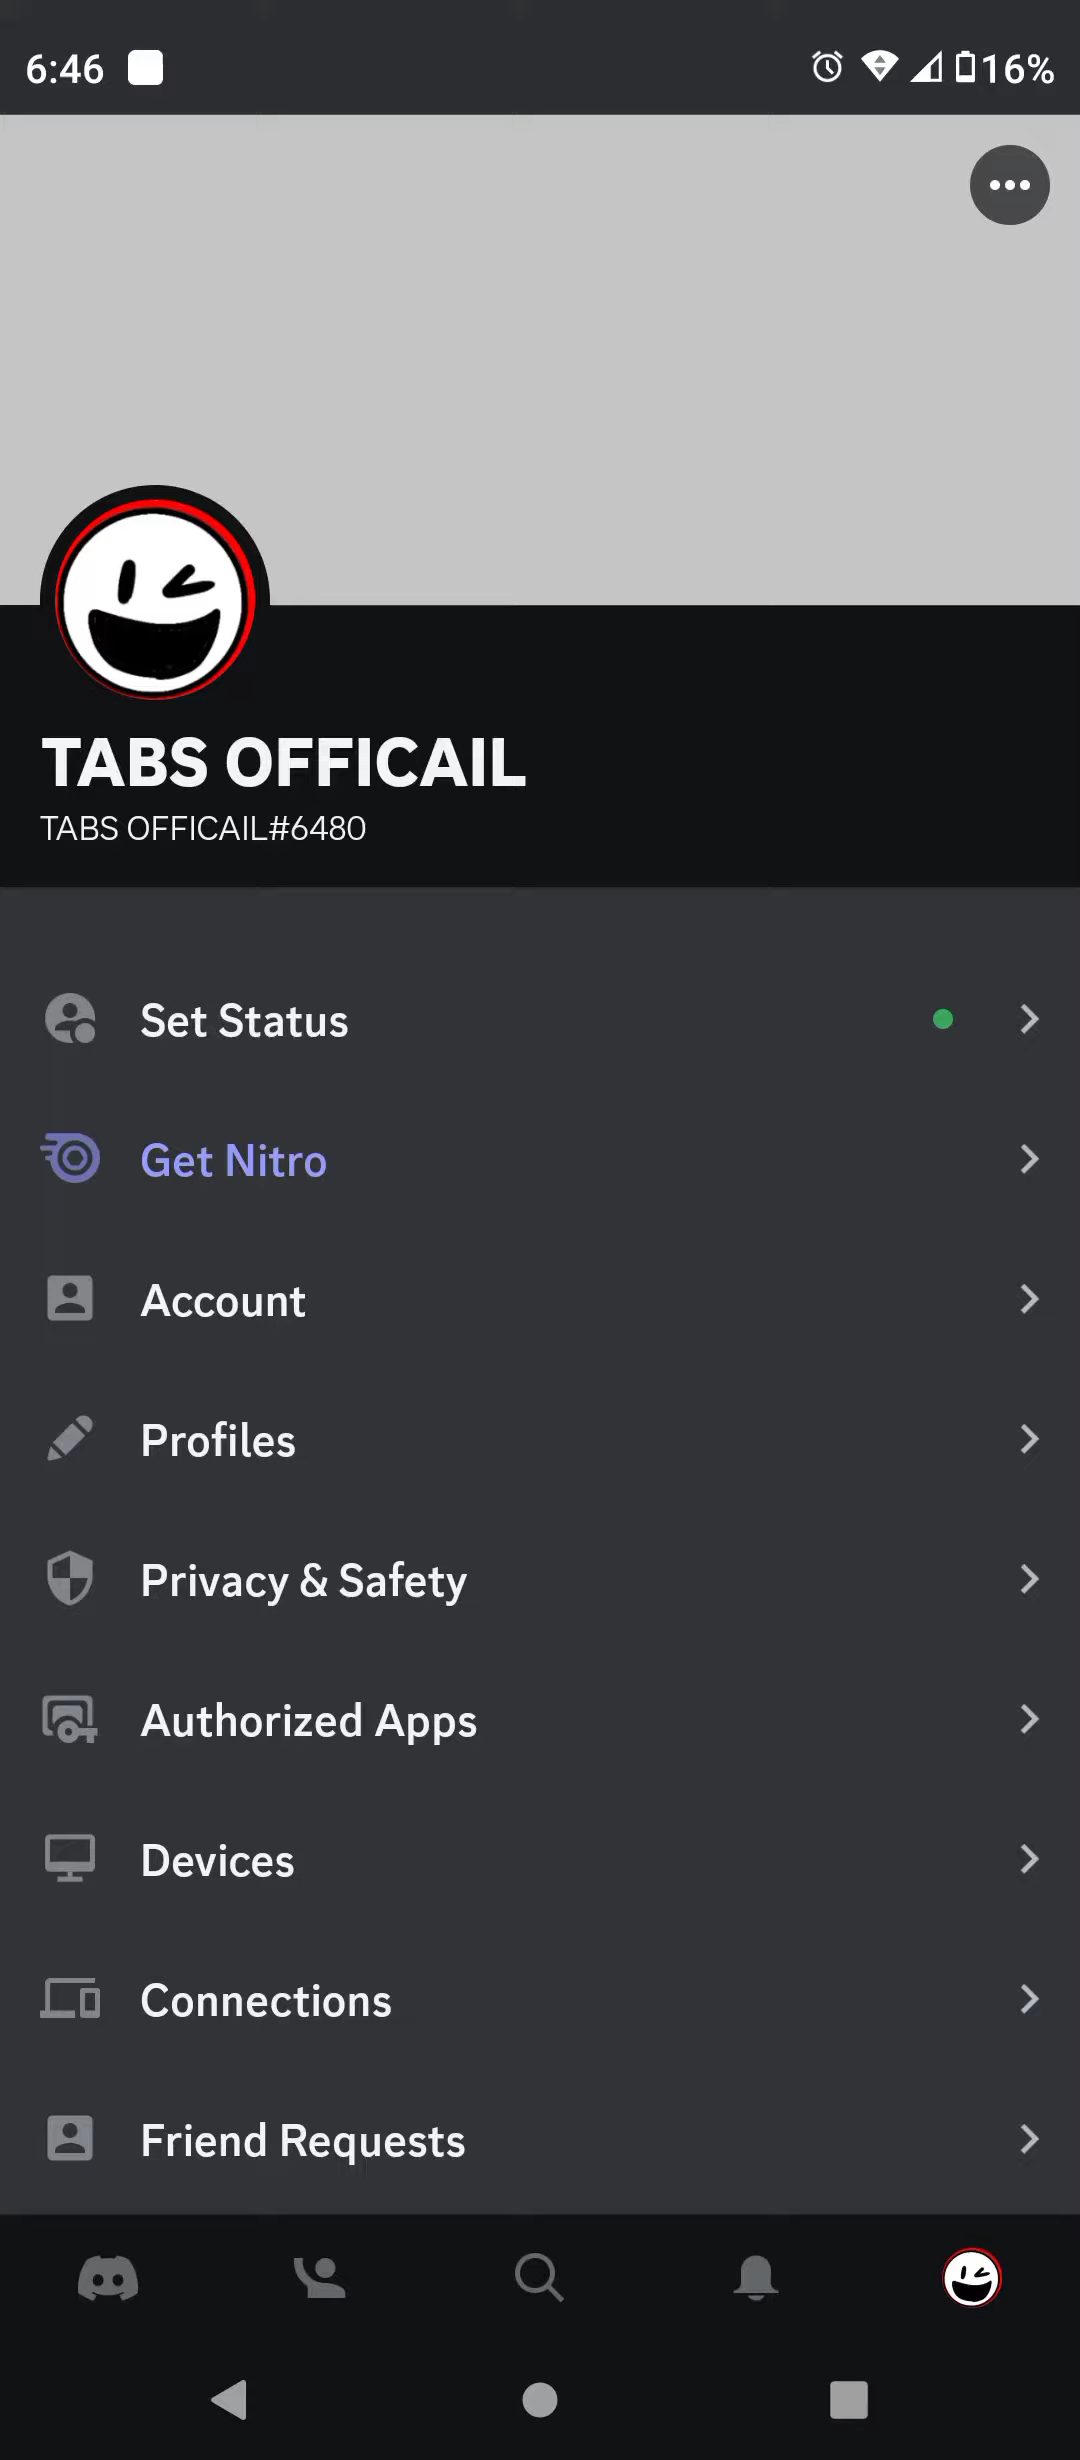 6:46
16%
TABS OFFICAIL
TABS OFFICAIL#6480
Set Status
Get Nitro
Account
Profiles
Privacy & Safety
Authorized Apps
Devices
Connections
Friend Requests